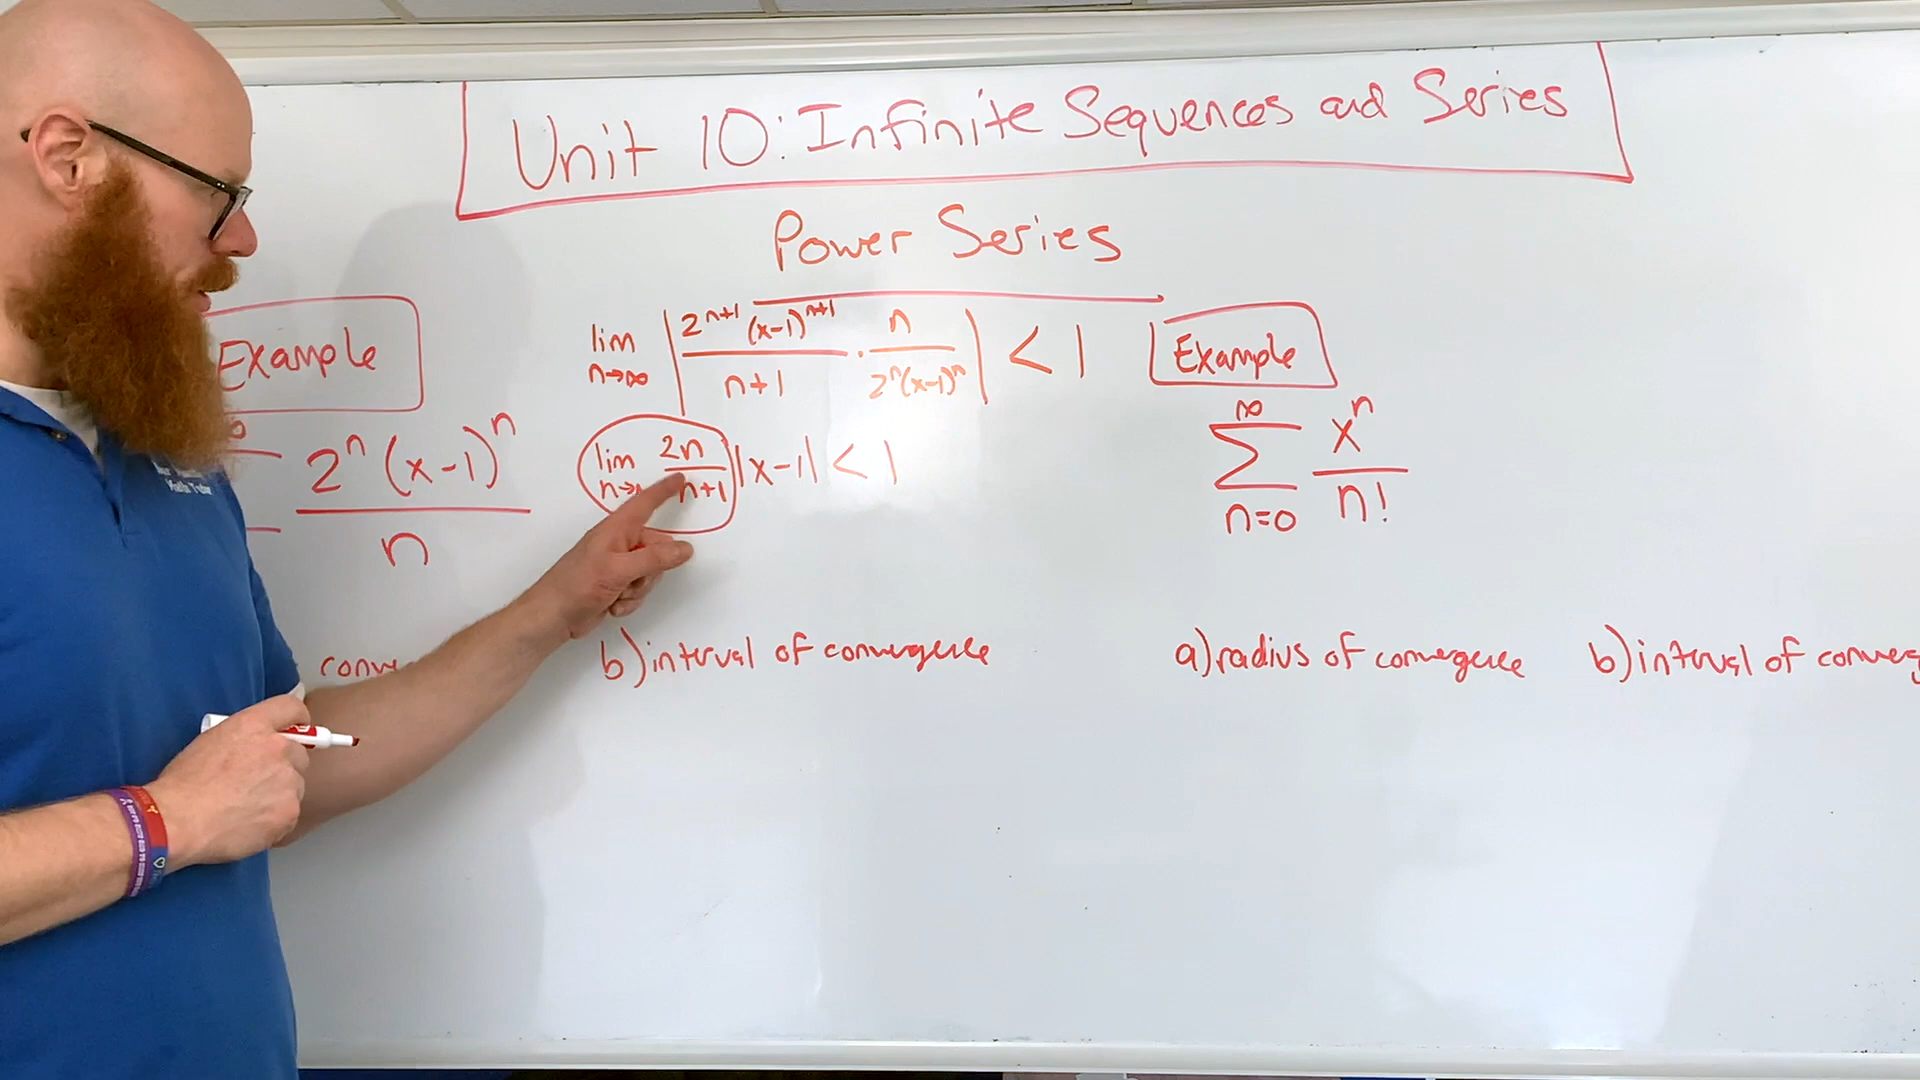 Unit 10: Infinite Sequences and Series
Power Series
Example
2^n (x-1)^n
n
lim n→∞ | 2^{n+1} (x-1)^{n+1} / n+1 · n / 2^n (x-1)^n | < 1
lim n→ 2n / n+1 |x-1| < 1
b) interval of convergence
Example
∞ Σ n=0 x^n / n!
a) radius of convergence
b) interval of